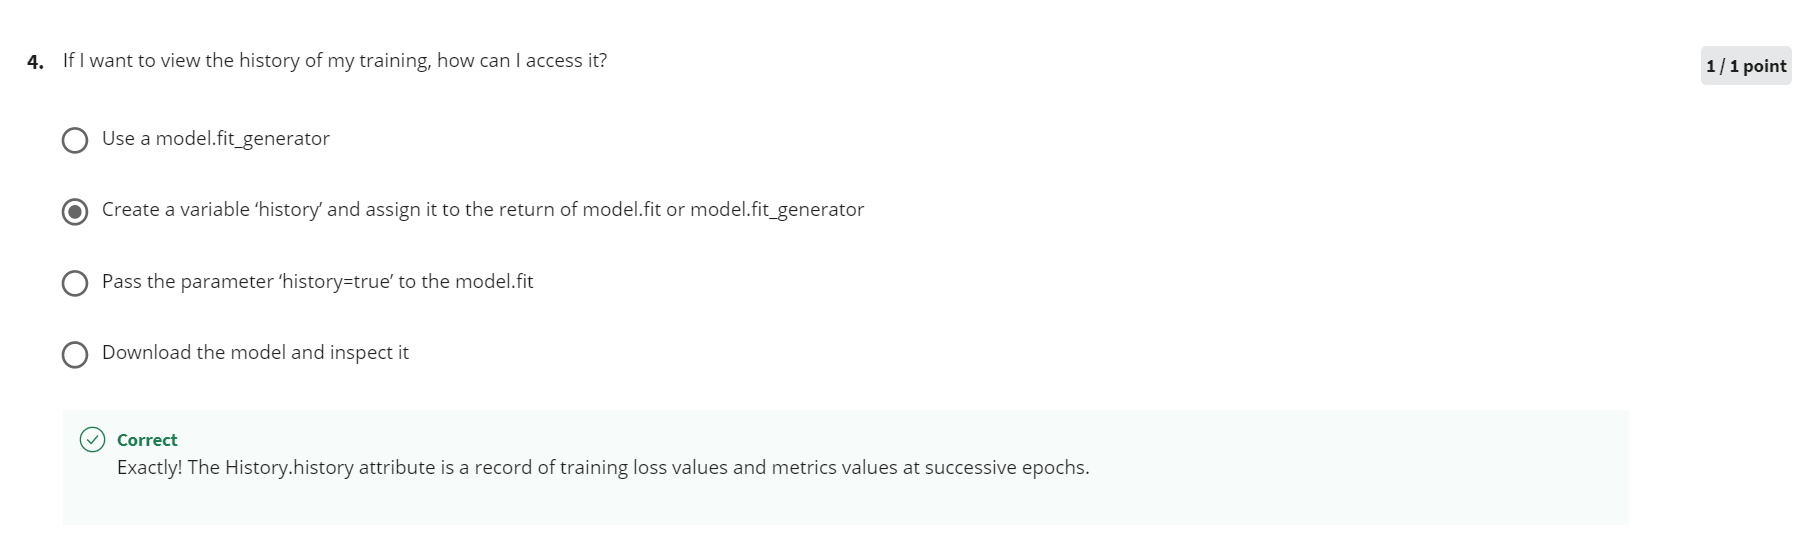 4. If I want to view the history of my training, how can I access it?
1 / 1 point
Use a model.fit_generator
Create a variable ‘history’ and assign it to the return of model.fit or model.fit_generator
Pass the parameter ‘history=true’ to the model.fit
Download the model and inspect it
Correct
Exactly! The History.history attribute is a record of training loss values and metrics values at successive epochs.